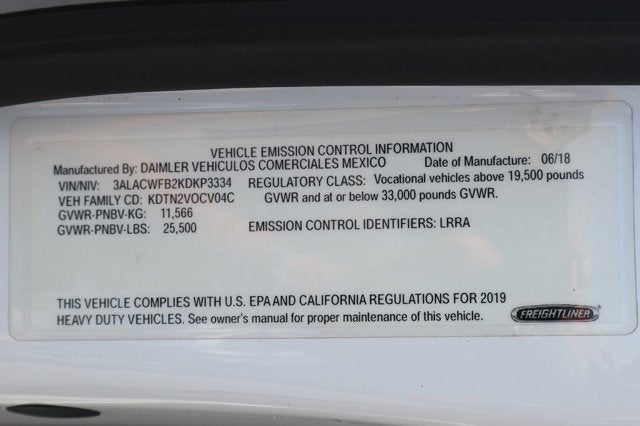 VEHICLE EMISSION CONTROL INFORMATION
Manufactured By: DAIMLER VEHICULOS COMERCIALES MEXICO Date of Manufacture: 06/18
VIN/NIV: 3ALACWFB2KDKP3334 REGULATORY CLASS: Vocational vehicles above 19,500 pounds
VEH FAMILY CD: KDTN2VOCV04C GVWR and at or below 33,000 pounds GVWR.
GVWR-PNBV-KG: 11,566
GVWR-PNBV-LBS: 25,500 EMISSION CONTROL IDENTIFIERS: LRRA
THIS VEHICLE COMPLIES WITH U.S. EPA AND CALIFORNIA REGULATIONS FOR 2019
HEAVY DUTY VEHICLES. See owner's manual for proper maintenance of this vehicle.
FREIGHTLINER